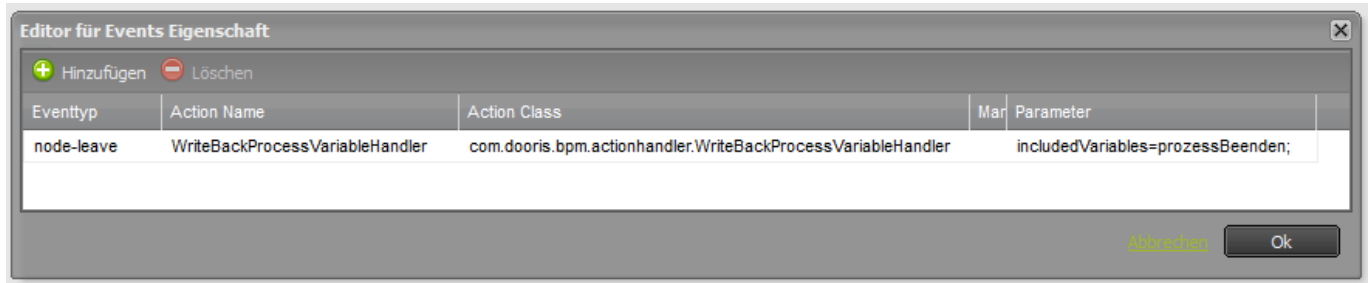 Editor für Events Eigenschaft
Hinzufügen Löschen
Eventtyp Action Name Action Class Mar Parameter
node-leave WriteBackProcessVariableHandler com.dooris.bpm.actionhandler.WriteBackProcessVariableHandler includedVariables=prozessBeenden;
Abbrechen Ok